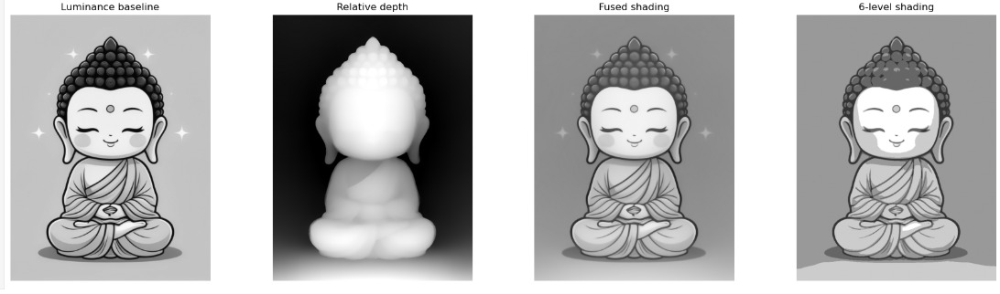 Luminance baseline
Relative depth
Fused shading
6-level shading